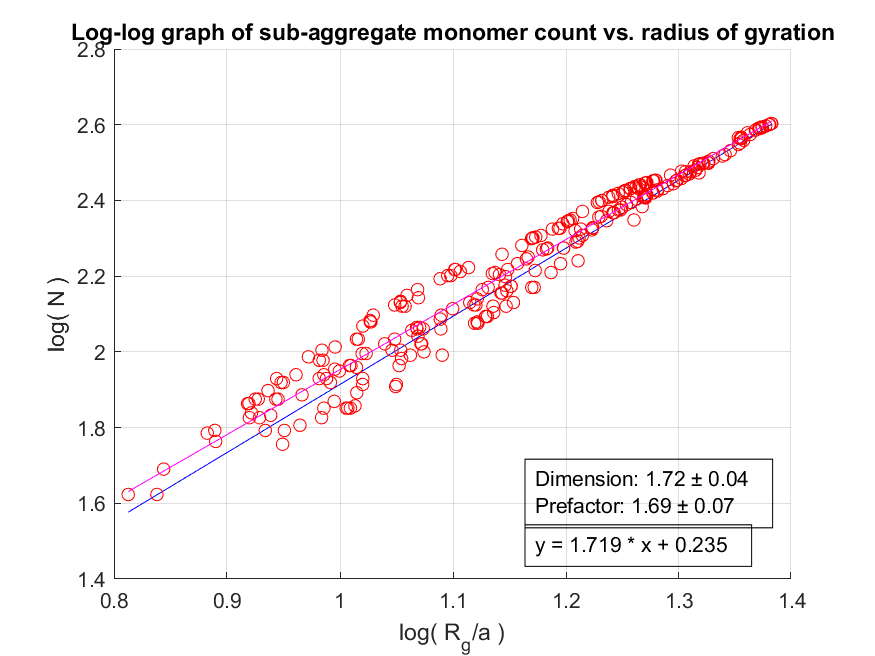 Log-log graph of sub-aggregate monomer count vs. radius of gyration
2.8
2.6
2.4
2.2
2
1.8
1.6
1.4
log( N )
Dimension: 1.72 ± 0.04
Prefactor: 1.69 ± 0.07
y = 1.719 * x + 0.235
0.8 0.9 1 1.1 1.2 1.3 1.4
log( Rg/a )